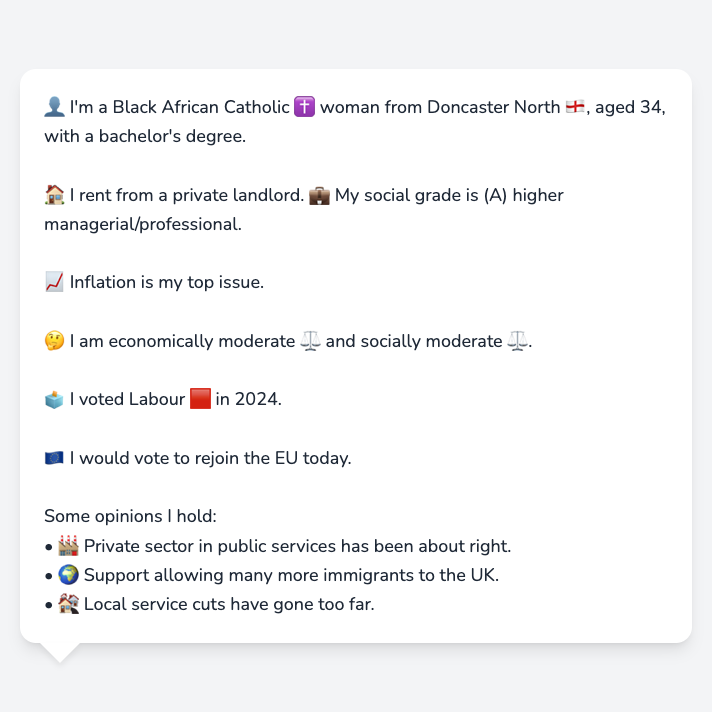 👤 I'm a Black African Catholic ✝️ woman from Doncaster North 🏴󠁧󠁢󠁥󠁮󠁧󠁿, aged 34,
with a bachelor's degree.
🏠 I rent from a private landlord. 💼 My social grade is (A) higher
managerial/professional.
📈 Inflation is my top issue.
🤔 I am economically moderate ⚖️ and socially moderate ⚖️.
🗳️ I voted Labour 🟥 in 2024.
🇪🇺 I would vote to rejoin the EU today.
Some opinions I hold:
• 🏭 Private sector in public services has been about right.
• 🌍 Support allowing many more immigrants to the UK.
• 🏚️ Local service cuts have gone too far.